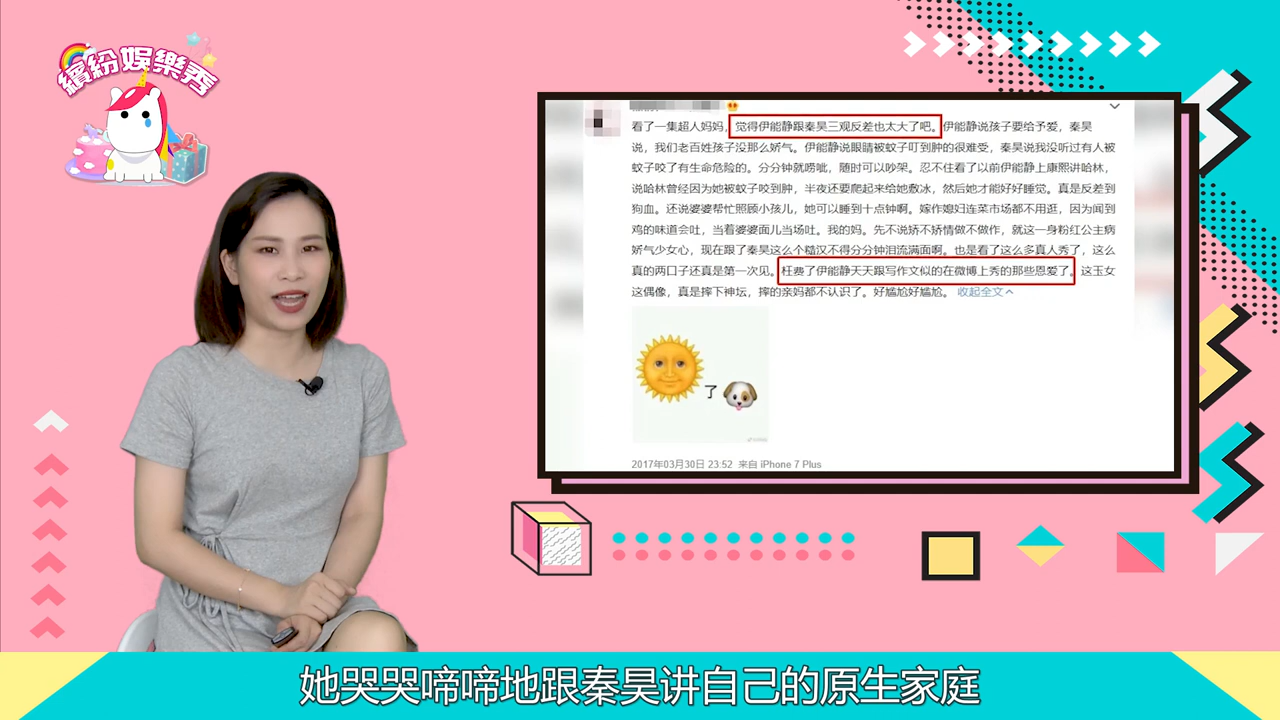 繽紛娛樂秀
看了一集超人妈妈，觉得伊能静跟秦昊三观反差也太大了吧。伊能静说孩子要给予爱，秦昊
说，我们老百姓孩子没那么娇气。伊能静说眼睛被蚊子叮到肿的很难受，秦昊说我没听过有人被
蚊子咬了有生命危险的。分分钟就唠呲，随时可以吵架。忍不住看了以前伊能静上康熙讲哈林，
说哈林曾经因为她被蚊子咬到肿，半夜还要爬起来给她敷冰，然后她才能好好睡觉。真是反差到
狗血。还说婆婆帮忙照顾小孩儿，她可以睡到十点钟啊。嫁作媳妇连菜市场都不用逛，因为闻到
鸡的味道会吐，当着婆婆面儿当场吐。我的妈。先不说矫不矫情做不做作，就这一身粉红公主病
娇气少女心，现在跟了秦昊这么个糙汉不得分分钟泪流满面啊。也是看了这么多真人秀了，这么
真的两口子还真是第一次见。枉费了伊能静天天跟写作文似的在微博上秀的那些恩爱了。这玉女
这偶像，真是摔下神坛，摔的亲妈都不认识了。好尴尬好尴尬。 收起全文
了
2017年03月30日 23:52 来自 iPhone 7 Plus
她哭哭啼啼地跟秦昊讲自己的原生家庭